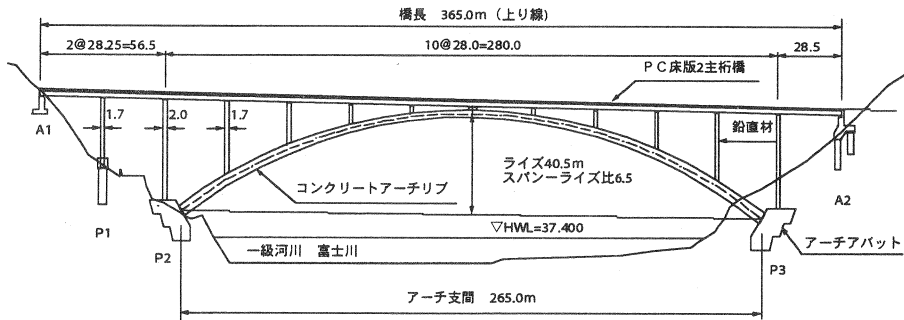 橋長 365.0m（上り線)
2@28.25=56.5
10@28.0=280.0
28.5
ＰＣ床版2主桁橋
A1
1.7
2.0
1.7
鉛直材
ライズ40.5m
スパンーライズ比6.5
コンクリートアーチリブ
A2
P1
▽HWL=37.400
P2
一級河川 富士川
アーチアバット
P3
アーチ支間 265.0m